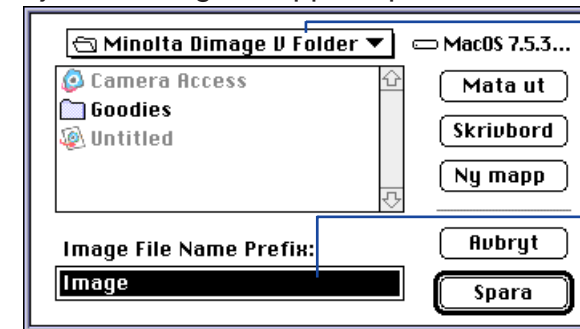 Minolta Dimage V Folder
MacOS 7.5.3...
Camera Access
Goodies
Untitled
Mata ut
Skrivbord
Ny mapp
Image File Name Prefix:
Image
Avbryt
Spara